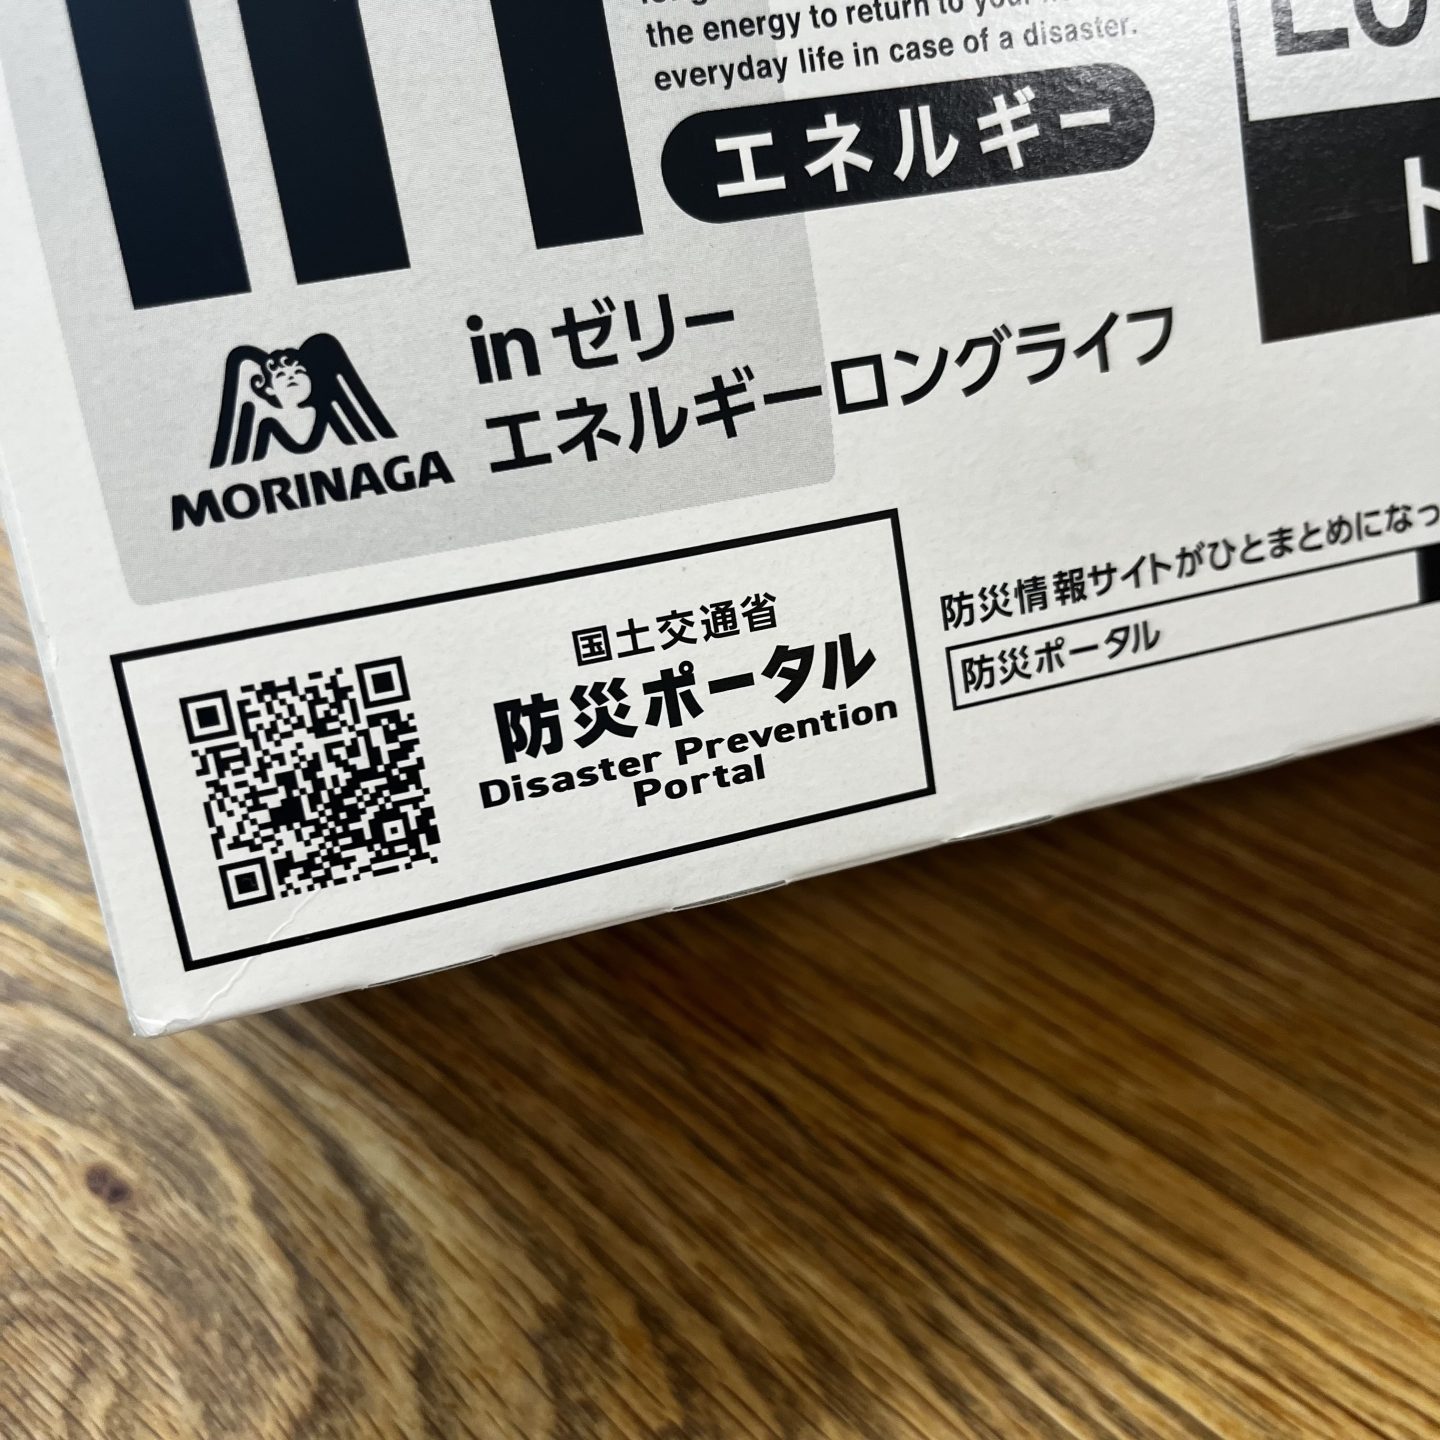 the energy to return to your
everyday life in case of a disaster.
エネルギー
in ゼリー
エネルギーロングライフ
MORINAGA
国土交通省
防災ポータル
Disaster Prevention
Portal
防災情報サイトがひとまとめになっ
防災ポータル